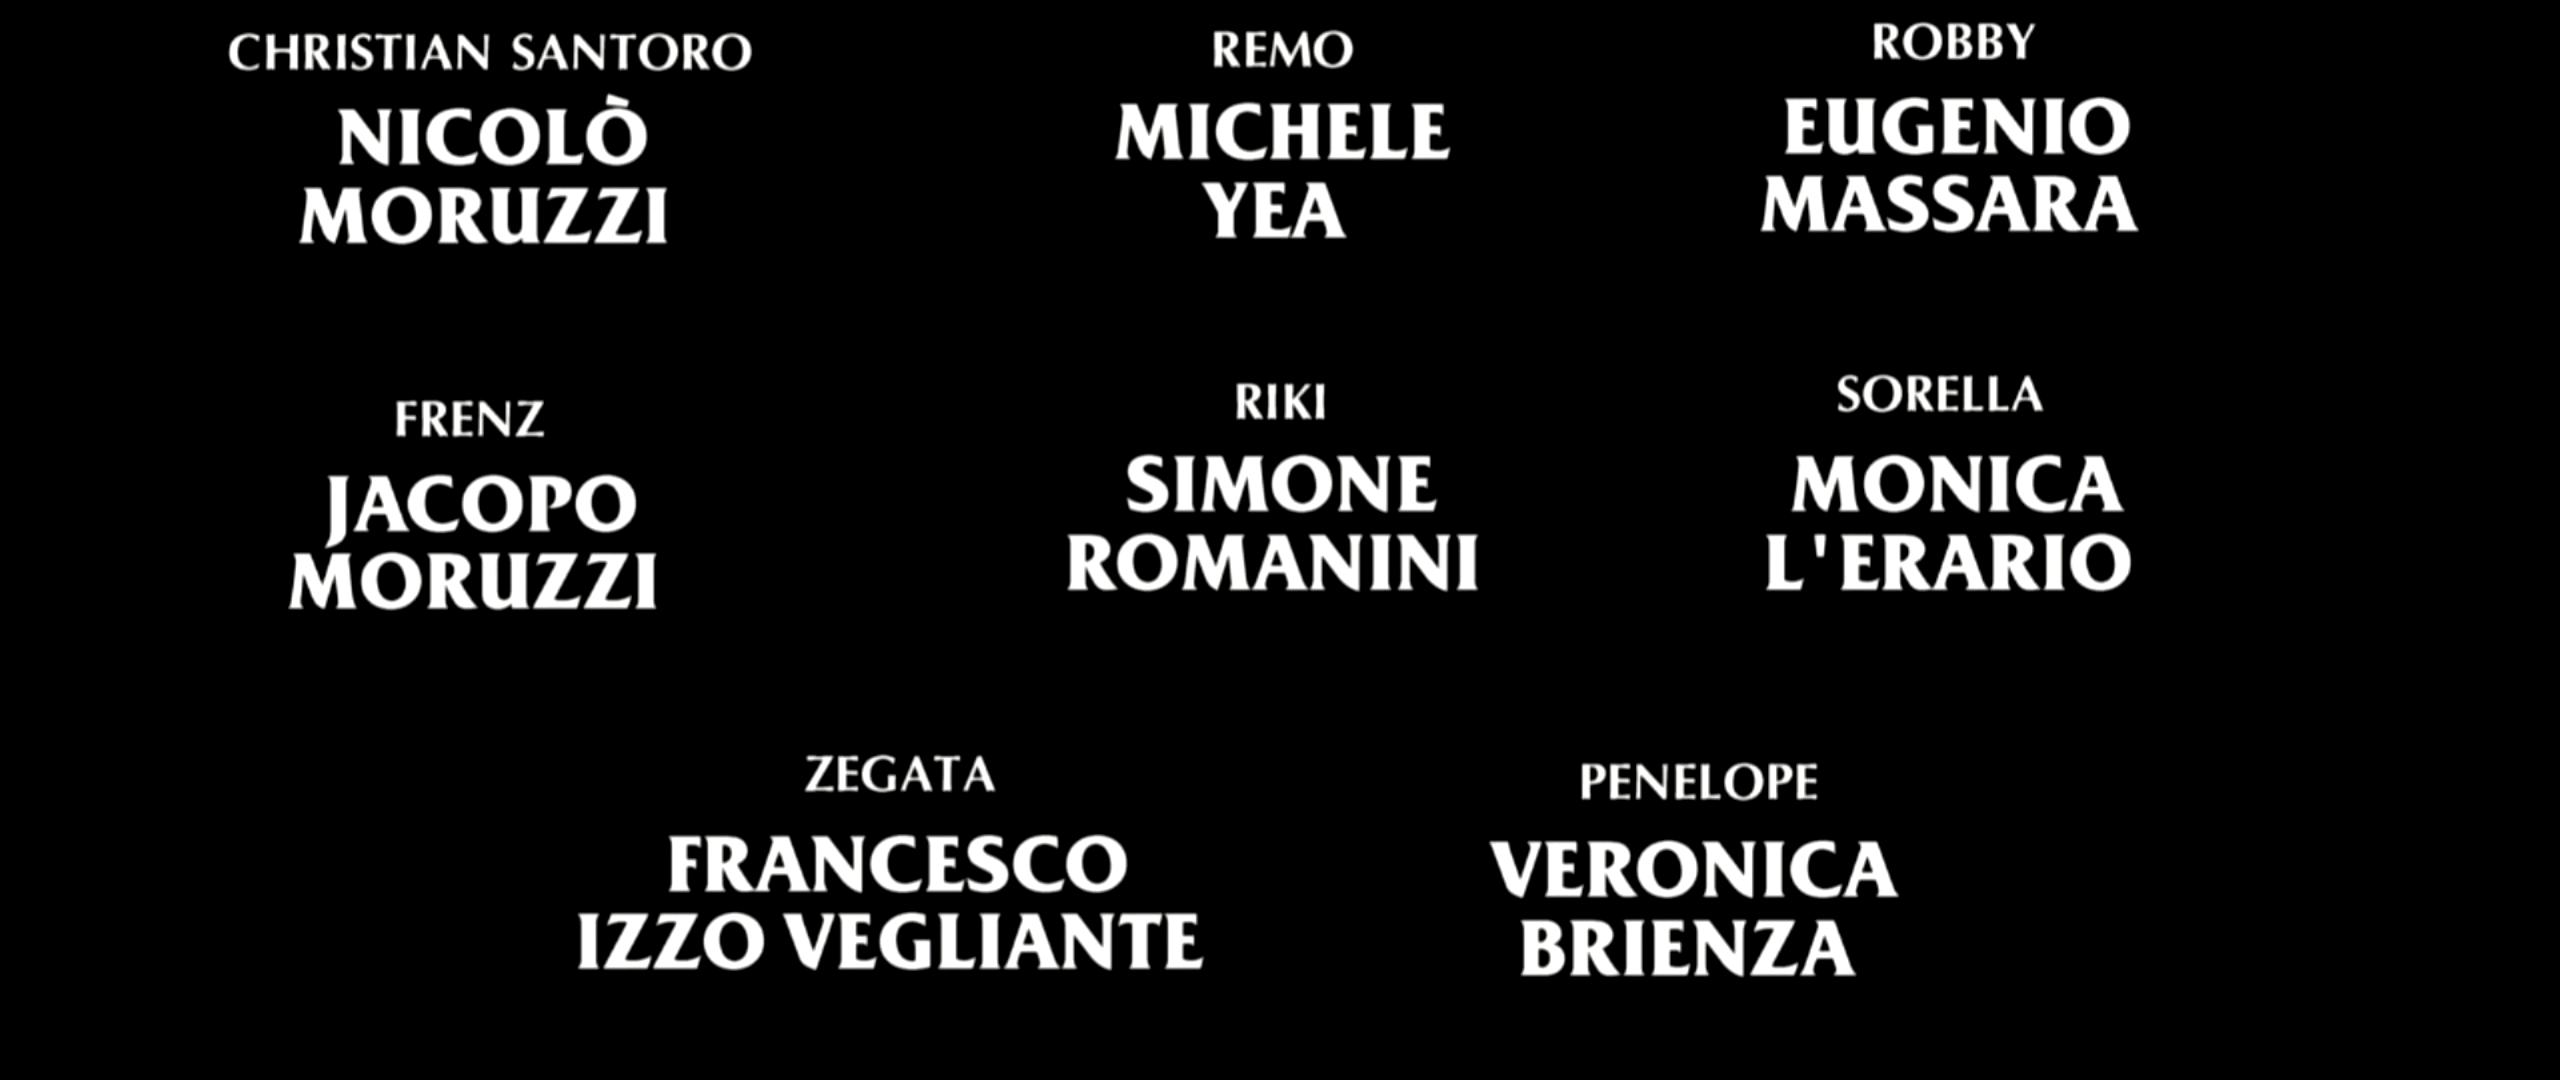 CHRISTIAN SANTORO
NICOLÒ
MORUZZI
REMO
MICHELE
YEA
ROBBY
EUGENIO
MASSARA
FRENZ
JACOPO
MORUZZI
RIKI
SIMONE
ROMANINI
SORELLA
MONICA
L'ERARIO
ZEGATA
FRANCESCO
IZZO VEGLIANTE
PENELOPE
VERONICA
BRIENZA